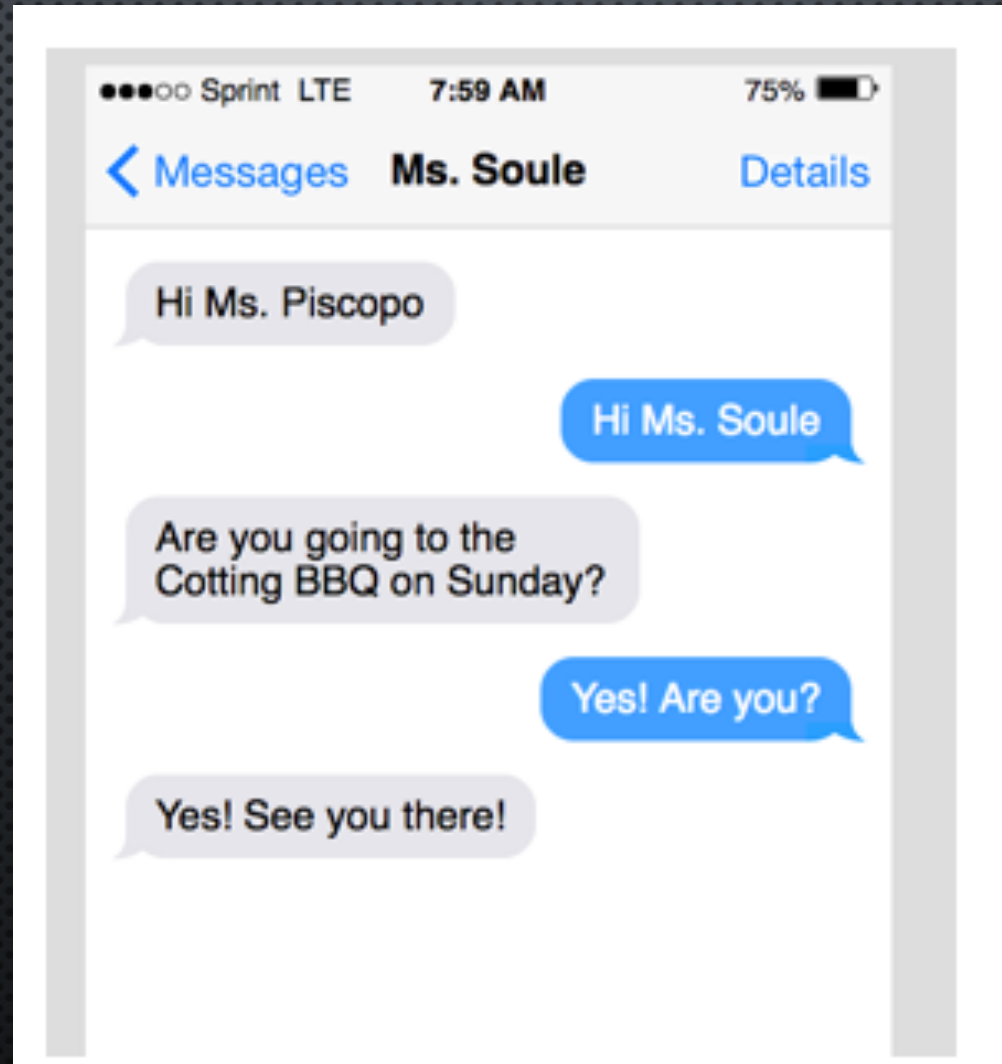 Sprint LTE 7:59 AM 75%
Messages Ms. Soule Details
Hi Ms. Piscopo
Hi Ms. Soule
Are you going to the
Cotting BBQ on Sunday?
Yes! Are you?
Yes! See you there!